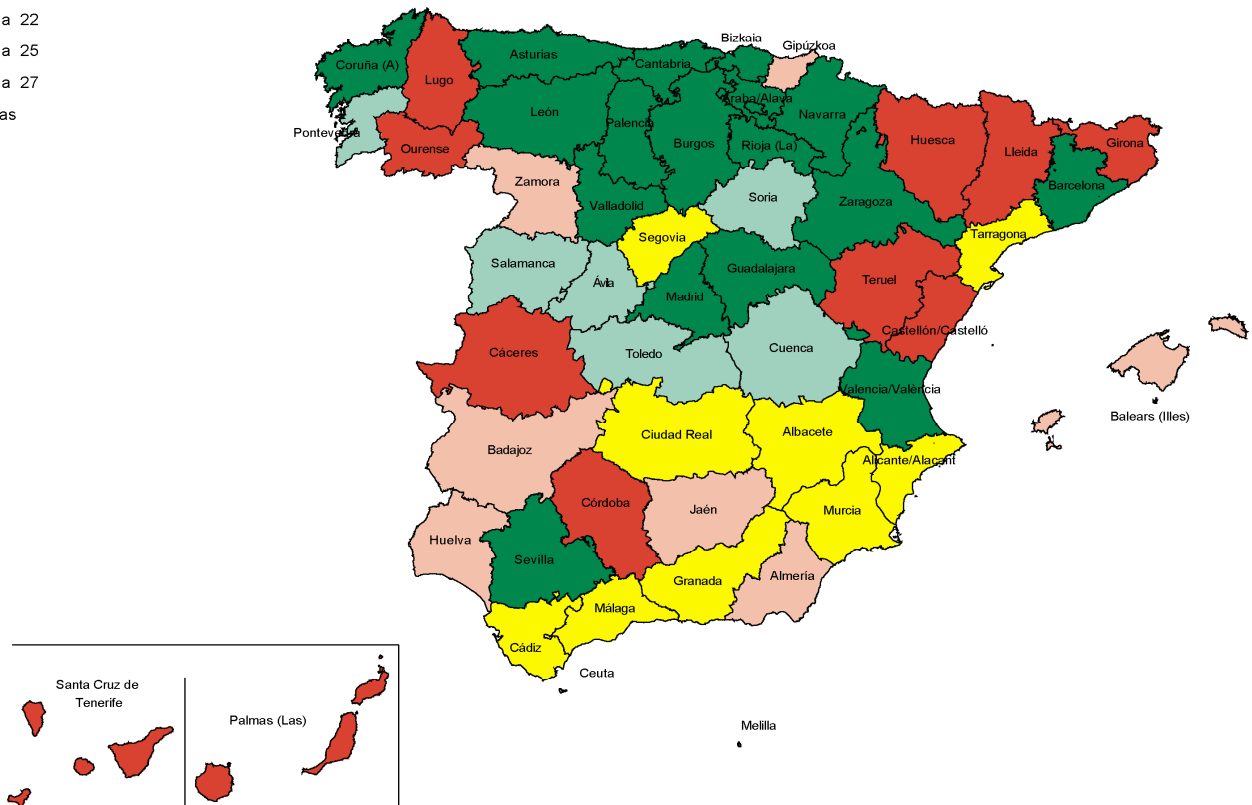 a 22
a 25
a 27
as
Bizkaia
Gipúzkoa
Coruña (A)
Lugo
Asturias
Cantabria
Araba/Alava
Navarra
León
Palencia
Burgos
Rioja (La)
Huesca
Lleida
Girona
Pontevedra
Ourense
Zamora
Valladolid
Soria
Zaragoza
Barcelona
Segovia
Tarragona
Salamanca
Ávila
Madrid
Guadalajara
Teruel
Castellón/Castelló
Cáceres
Toledo
Cuenca
Valencia/València
Balears (Illes)
Badajoz
Ciudad Real
Albacete
Alicante/Alacant
Córdoba
Jaén
Murcia
Huelva
Sevilla
Granada
Almería
Málaga
Cádiz
Ceuta
Melilla
Santa Cruz de
Tenerife
Palmas (Las)